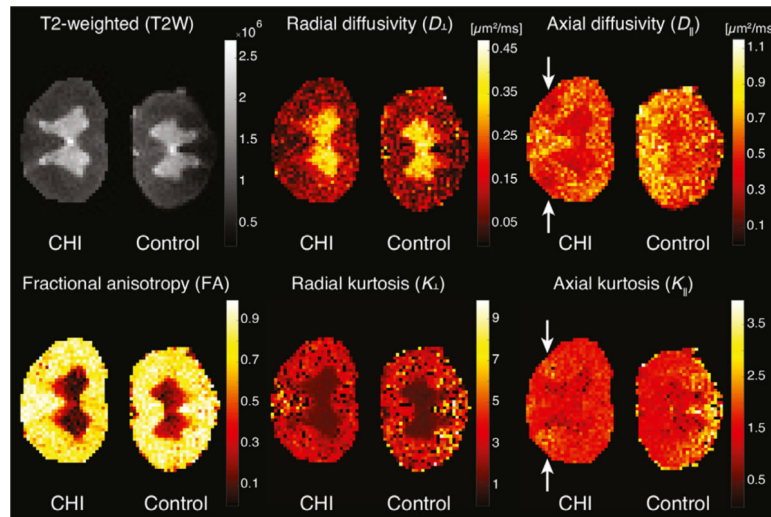 T2-weighted (T2W)
×10⁶
2.5
2
1.5
1
0.5
CHI Control
Radial diffusivity (D⊥)
[µm²/ms]
0.45
0.35
0.25
0.15
0.05
CHI Control
Axial diffusivity (D∥)
[µm²/ms]
1.1
0.9
0.7
0.5
0.3
0.1
CHI Control
Fractional anisotropy (FA)
0.9
0.7
0.5
0.3
0.1
CHI Control
Radial kurtosis (K⊥)
9
7
5
3
1
CHI Control
Axial kurtosis (K∥)
3.5
2.5
1.5
0.5
CHI Control